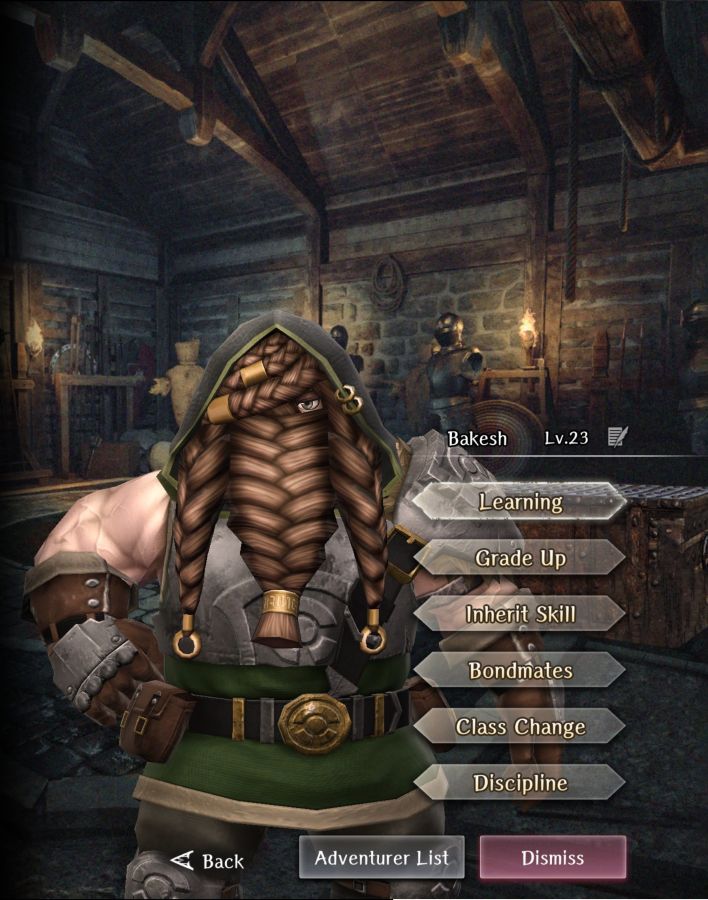 Bakesh Lv.23
Learning
Grade Up
Inherit Skill
Bondmates
Class Change
Discipline
Back
Adventurer List
Dismiss